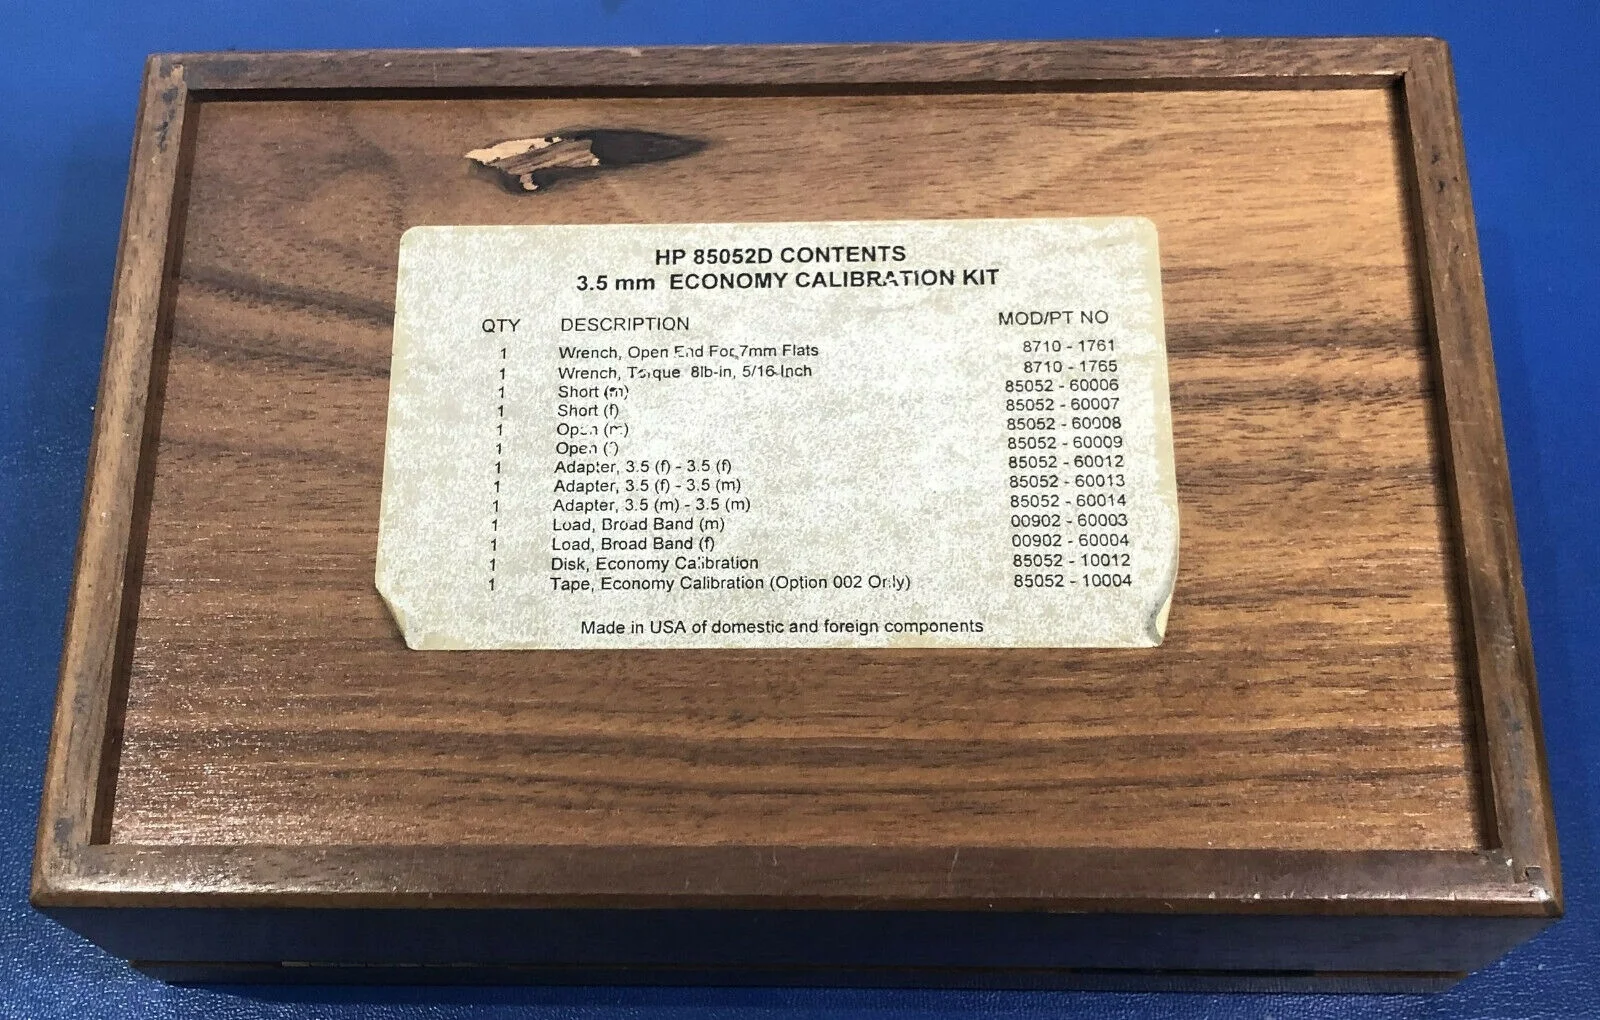 HP 85052D CONTENTS
3.5 mm ECONOMY CALIBRATION KIT
QTY DESCRIPTION MOD/PT NO
1 Wrench, Open End For 7mm Flats 8710 - 1761
1 Wrench, Torque 8lb-in, 5/16 Inch 8710 - 1765
1 Short (m) 85052 - 60006
1 Short (f) 85052 - 60007
1 Open (m) 85052 - 60008
1 Open (f) 85052 - 60009
1 Adapter, 3.5 (f) - 3.5 (f) 85052 - 60012
1 Adapter, 3.5 (f) - 3.5 (m) 85052 - 60013
1 Adapter, 3.5 (m) - 3.5 (m) 85052 - 60014
1 Load, Broad Band (m) 00902 - 60003
1 Load, Broad Band (f) 00902 - 60004
1 Disk, Economy Calibration 85052 - 10012
1 Tape, Economy Calibration (Option 002 Only) 85052 - 10004
Made in USA of domestic and foreign components